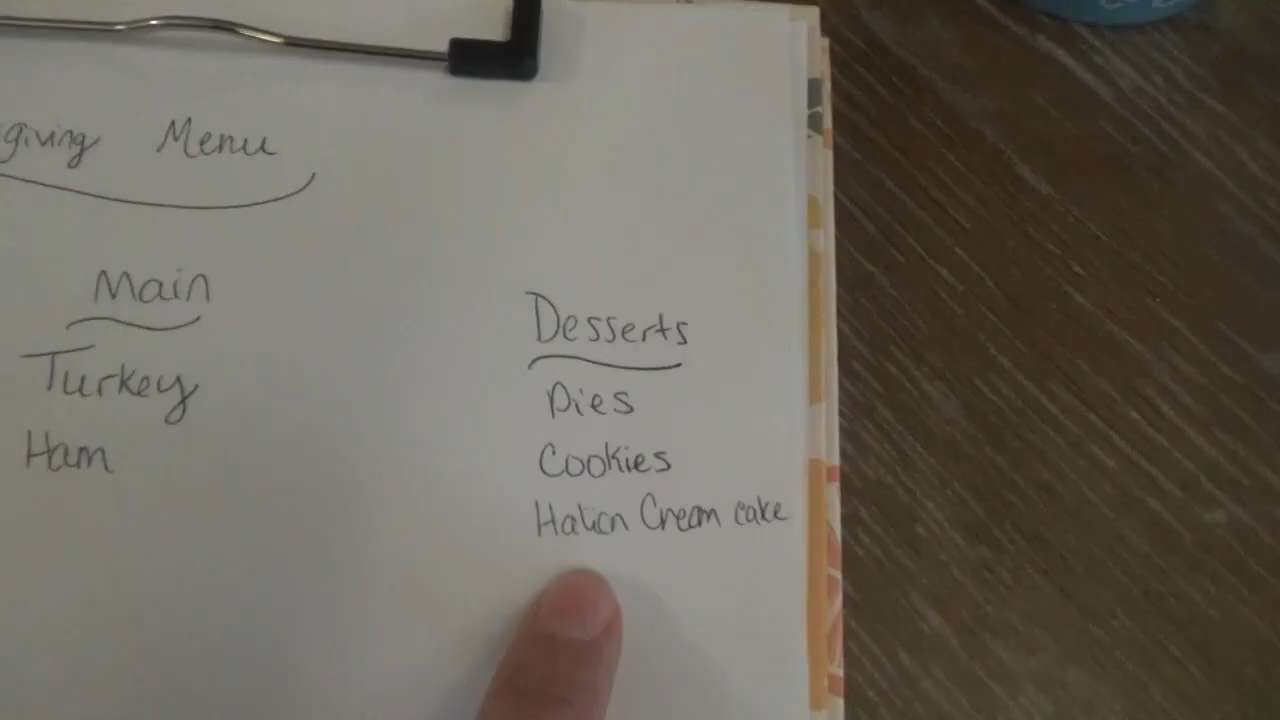 giving Menu
Main
Turkey
Ham
Desserts
Pies
Cookies
Italian Cream cake